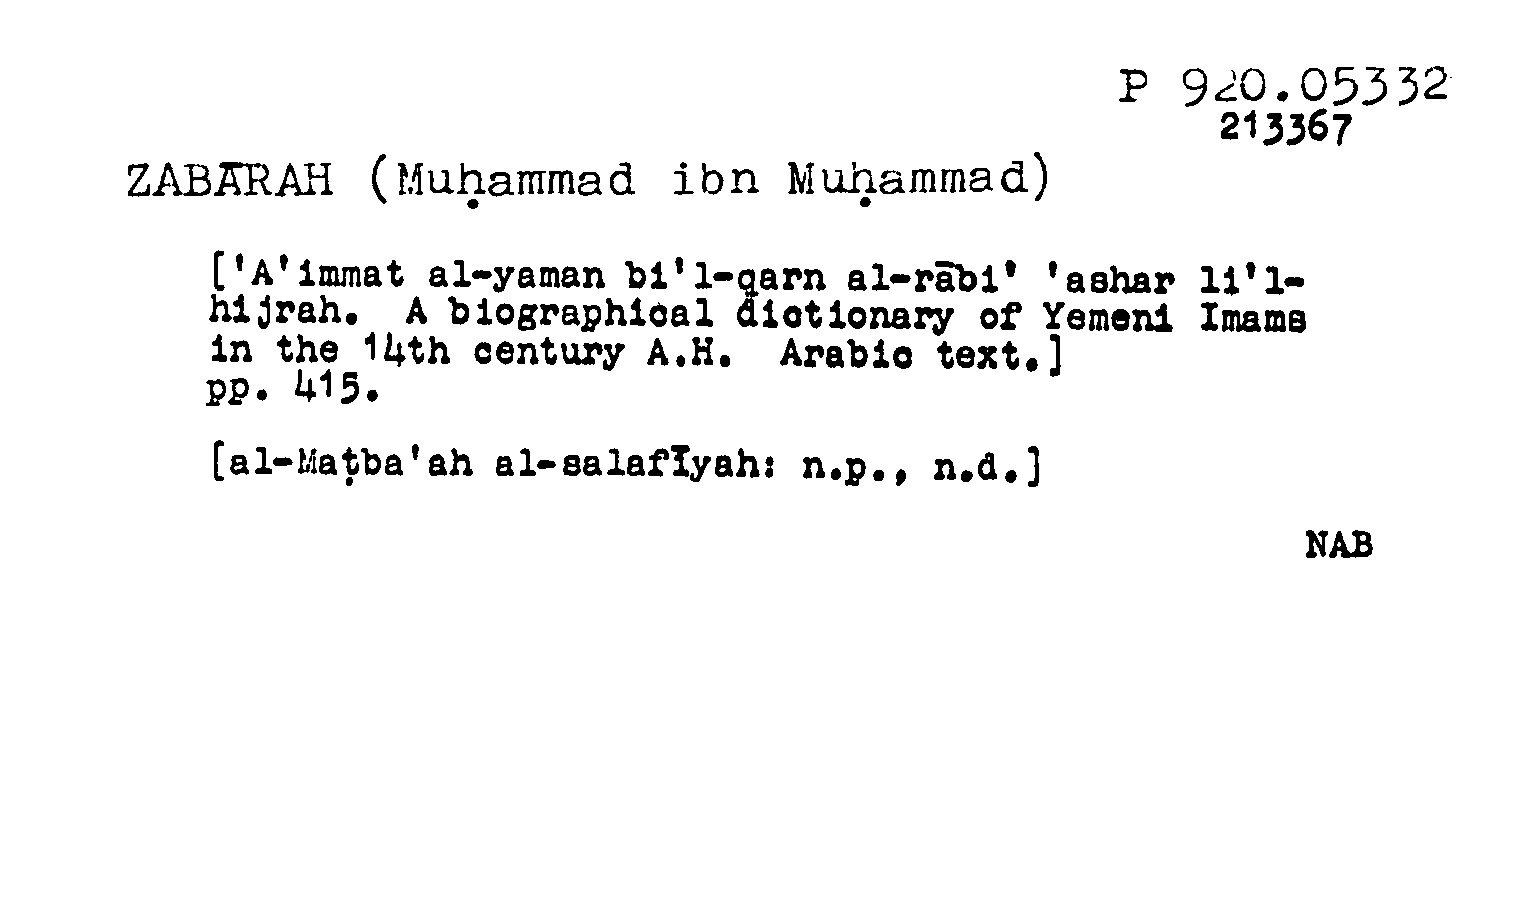 P 920.05332
213367
ZABĀRAH (Muḥammad ibn Muḥammad)
['A'immat al-yaman bi'l-qarn al-rābi' 'ashar li'l-
hijrah. A biographical dictionary of Yemeni Imams
in the 14th century A.H. Arabic text.]
pp. 415.
[al-Maṭba'ah al-salafīyah: n.p., n.d.]
NAB